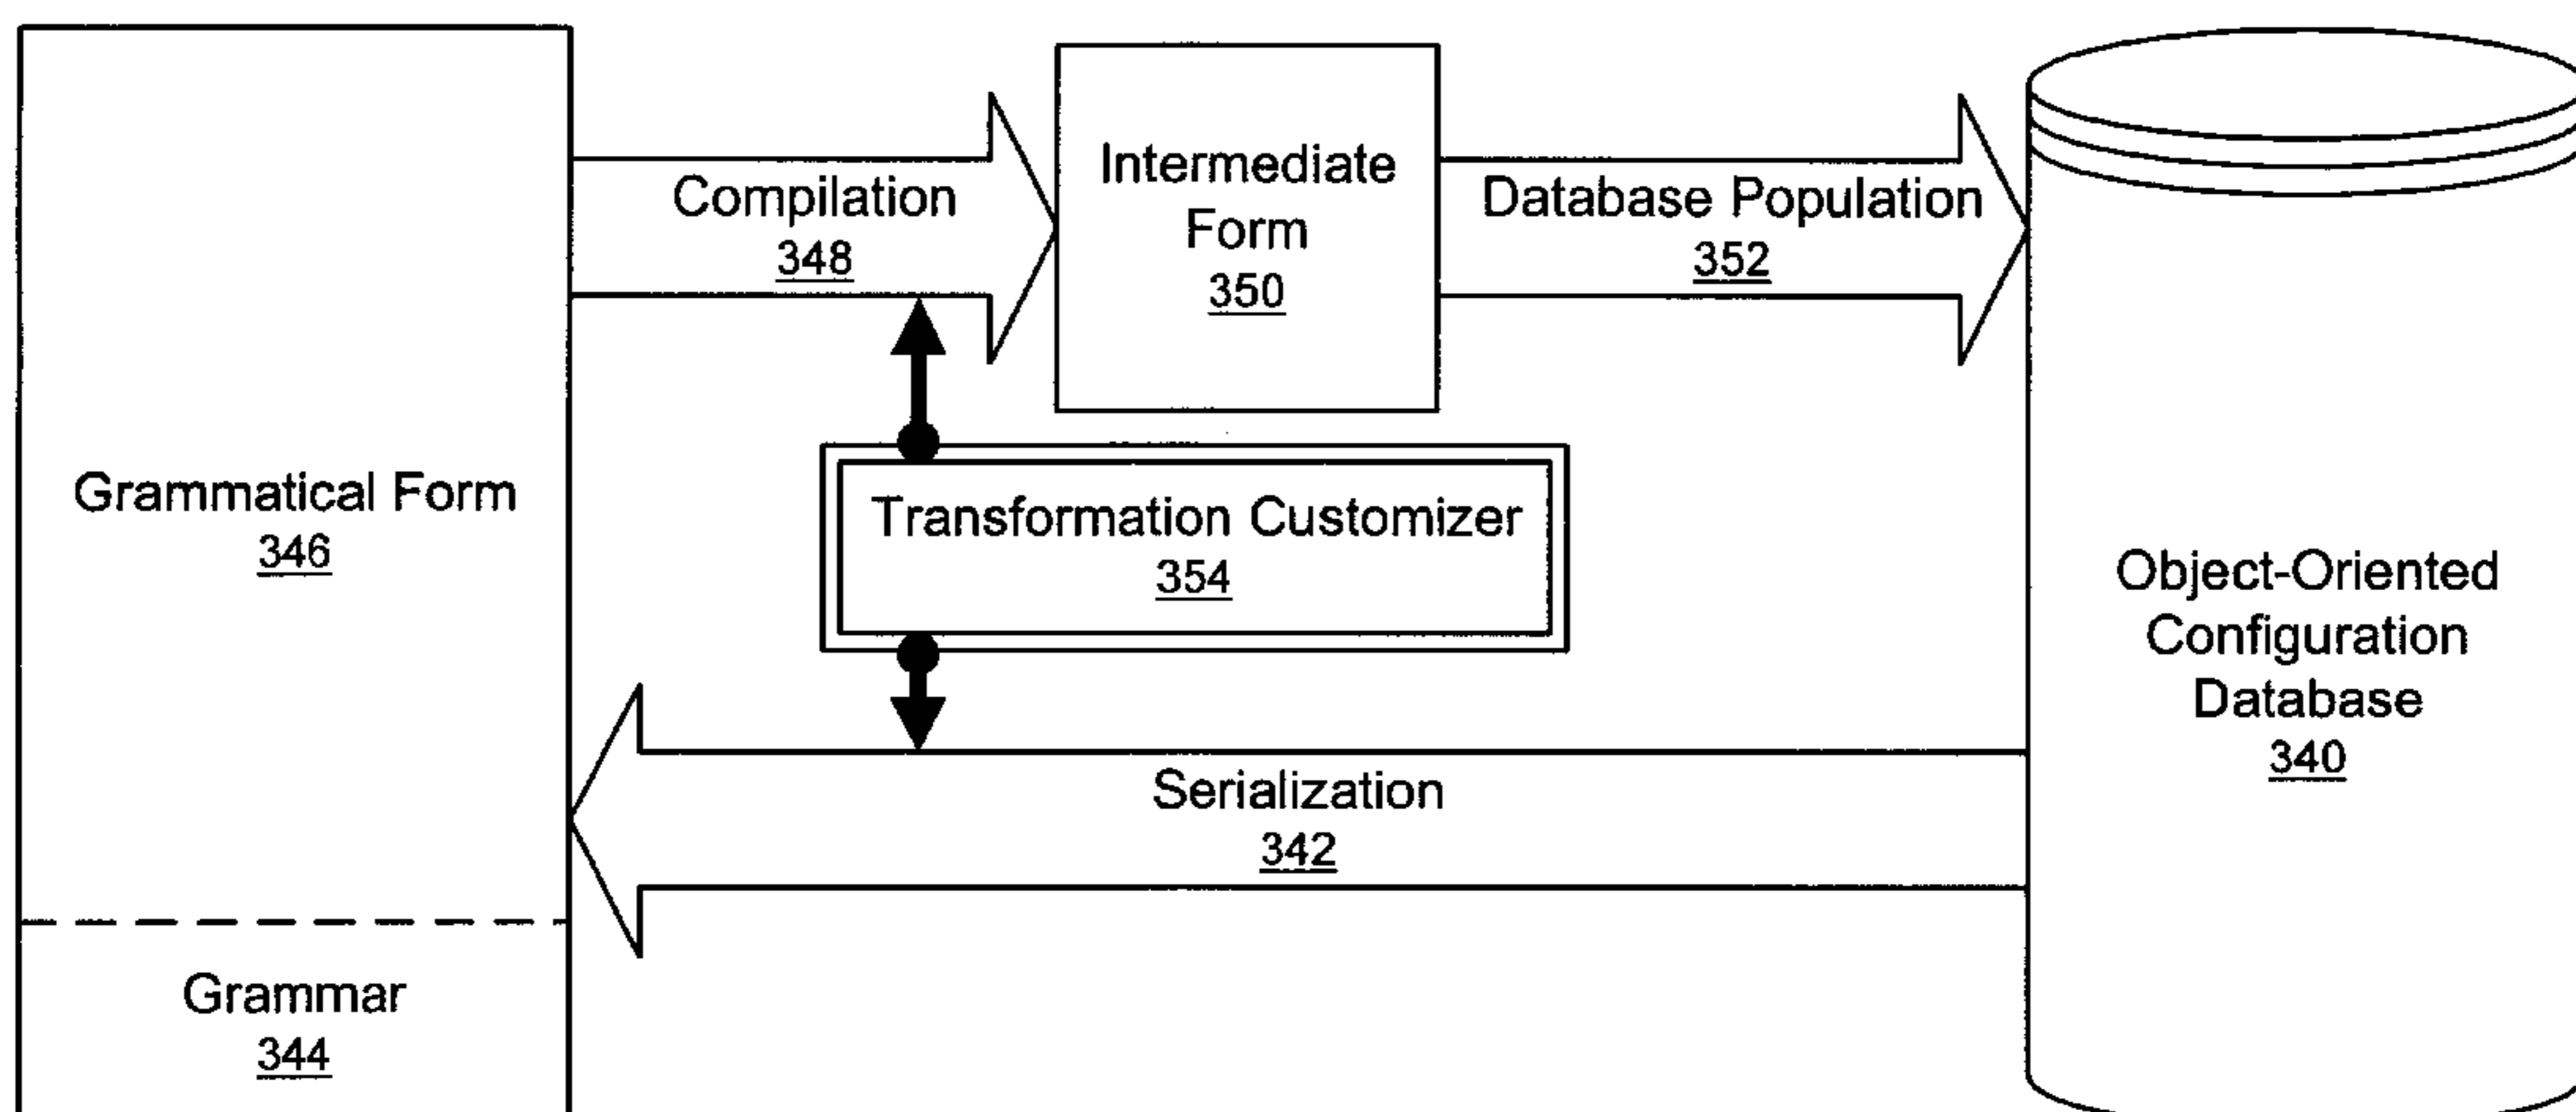 Grammatical Form
346
Grammar
344
Compilation
348
Intermediate
Form
350
Database Population
352
Transformation Customizer
354
Serialization
342
Object-Oriented
Configuration
Database
340